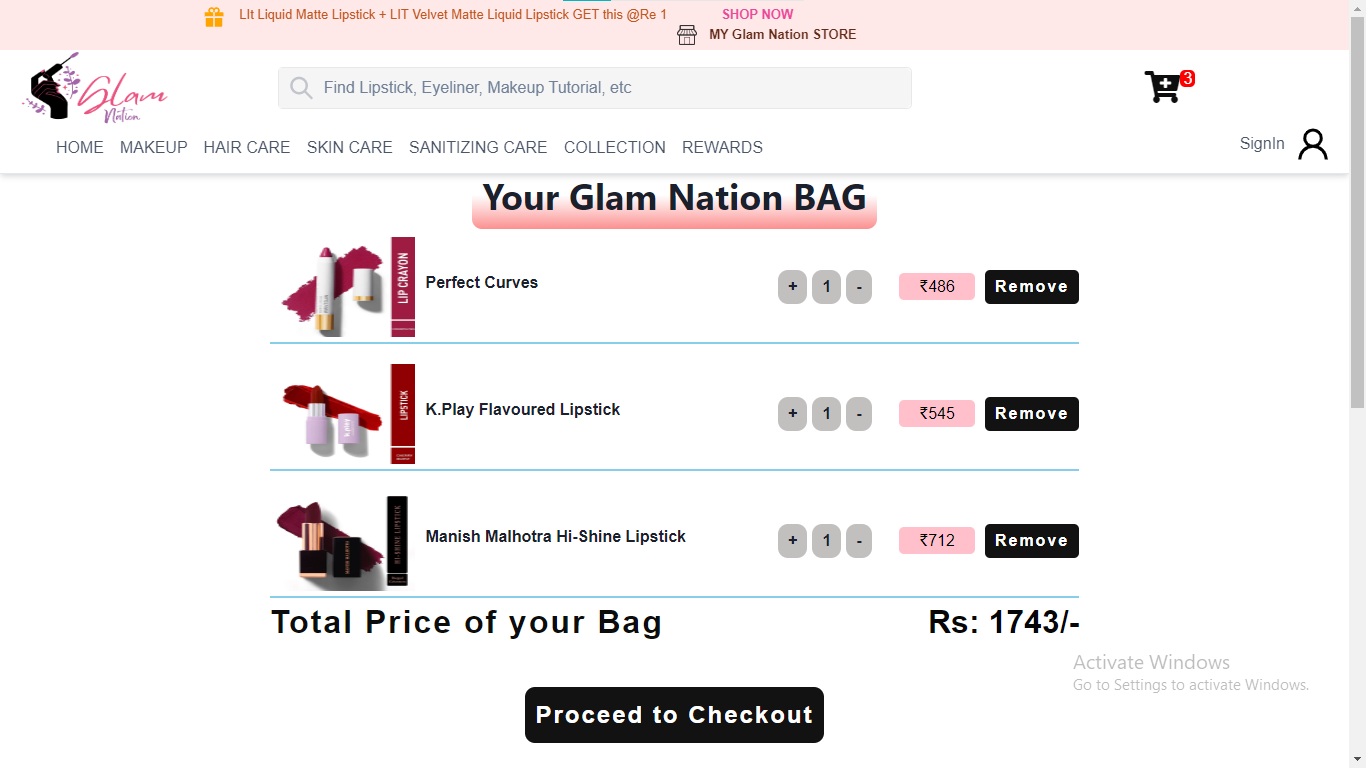 LIt Liquid Matte Lipstick + LIT Velvet Matte Liquid Lipstick GET this @Re 1
SHOP NOW
MY Glam Nation STORE
Glam
Nation
Find Lipstick, Eyeliner, Makeup Tutorial, etc
3
HOME MAKEUP HAIR CARE SKIN CARE SANITIZING CARE COLLECTION REWARDS
SignIn
Your Glam Nation BAG
LIP CRAYON
Perfect Curves
+ 1 - ₹486 Remove
LIPSTICK
k.play
K.Play Flavoured Lipstick
+ 1 - ₹545 Remove
HI-SHINE LIPSTICK
Manish Malhotra Hi-Shine Lipstick
+ 1 - ₹712 Remove
Total Price of your Bag Rs: 1743/-
Activate Windows
Go to Settings to activate Windows.
Proceed to Checkout